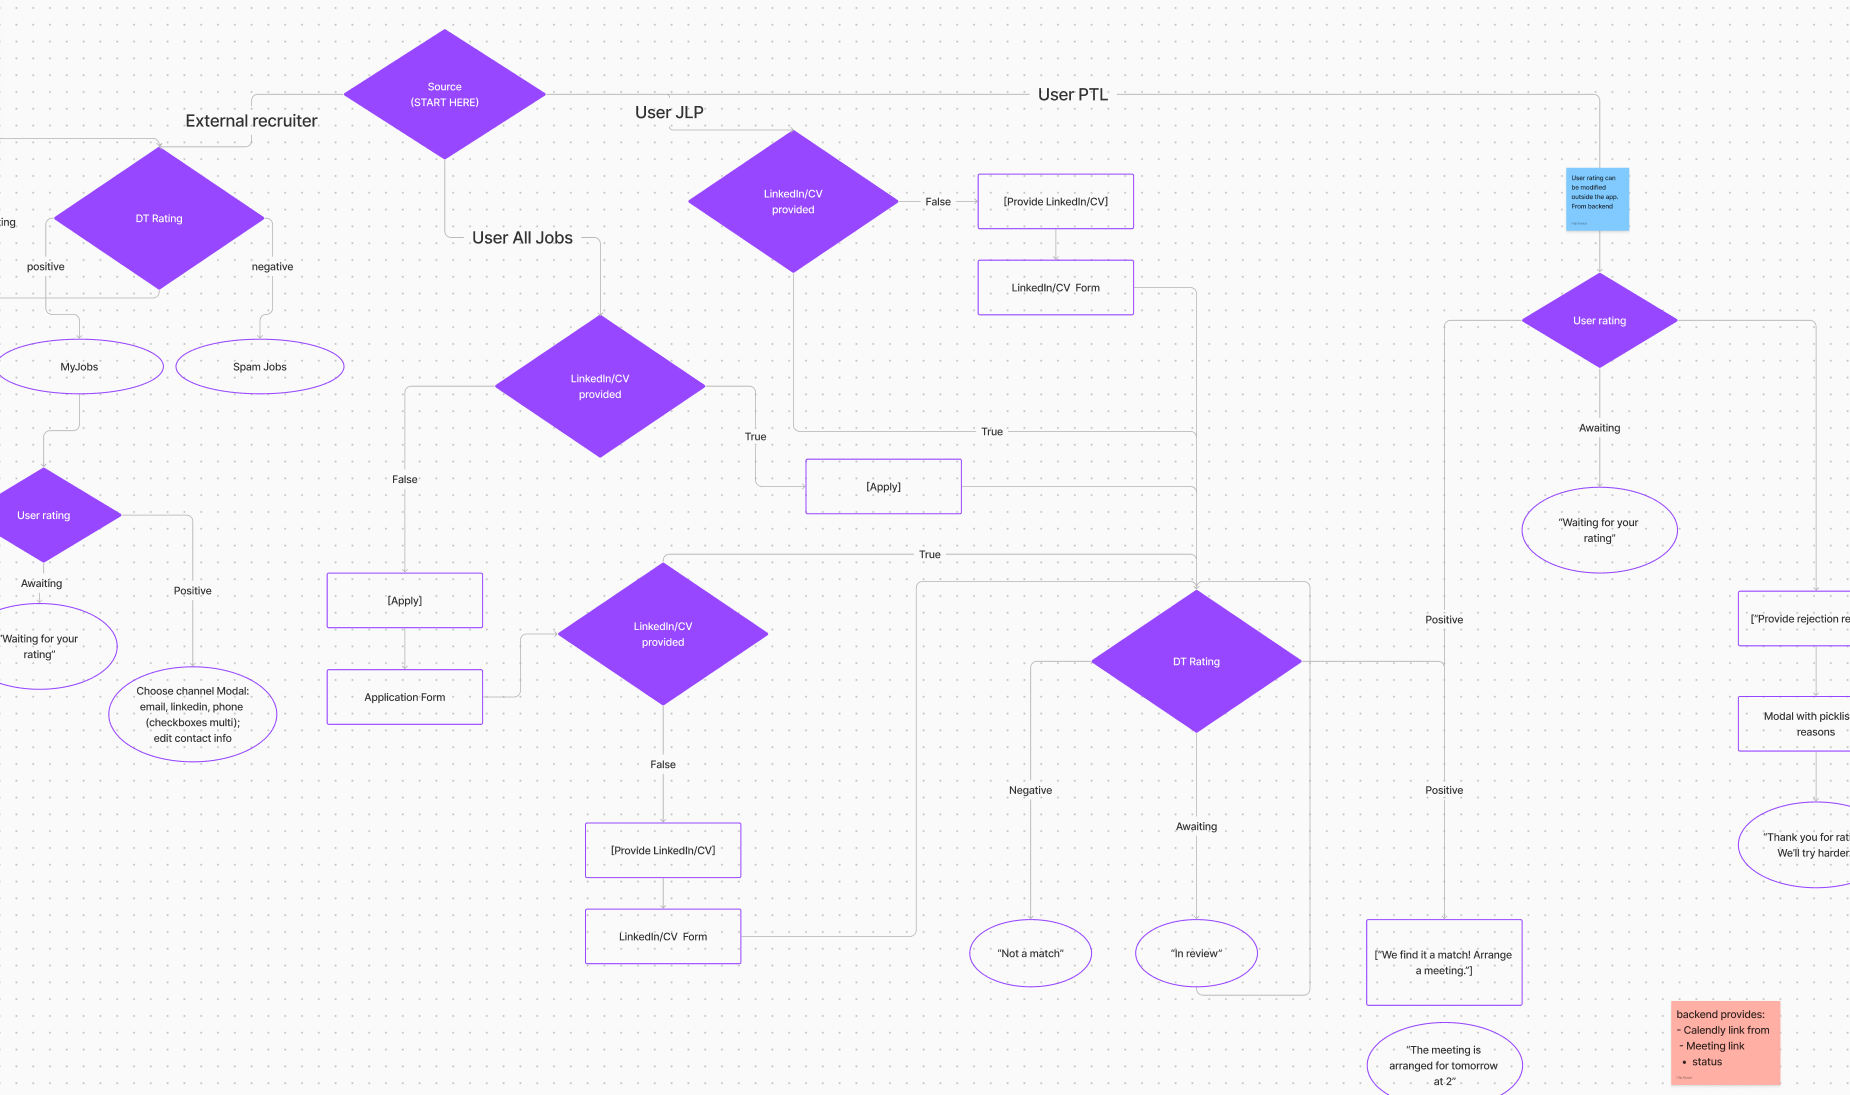 Source
(START HERE)
User PTL
User JLP
External recruiter
User rating can
be modified
outside the app.
From backend
LinkedIn/CV
provided
False
[Provide LinkedIn/CV]
DT Rating
ting
User All Jobs
positive
negative
LinkedIn/CV Form
User rating
MyJobs
Spam Jobs
LinkedIn/CV
provided
Awaiting
True
True
False
[Apply]
User rating
"Waiting for your
rating"
True
Awaiting
Positive
[Apply]
LinkedIn/CV
provided
Positive
["Provide rejection re
"Waiting for your
rating"
DT Rating
Choose channel Modal:
email, linkedin, phone
(checkboxes multi);
edit contact info
Application Form
Modal with picklis
reasons
False
Negative
Positive
Awaiting
[Provide LinkedIn/CV]
"Thank you for rati
We'll try harder
LinkedIn/CV Form
"Not a match"
"In review"
["We find it a match! Arrange
a meeting."]
backend provides:
- Calendly link from
- Meeting link
• status
"The meeting is
arranged for tomorrow
at 2"